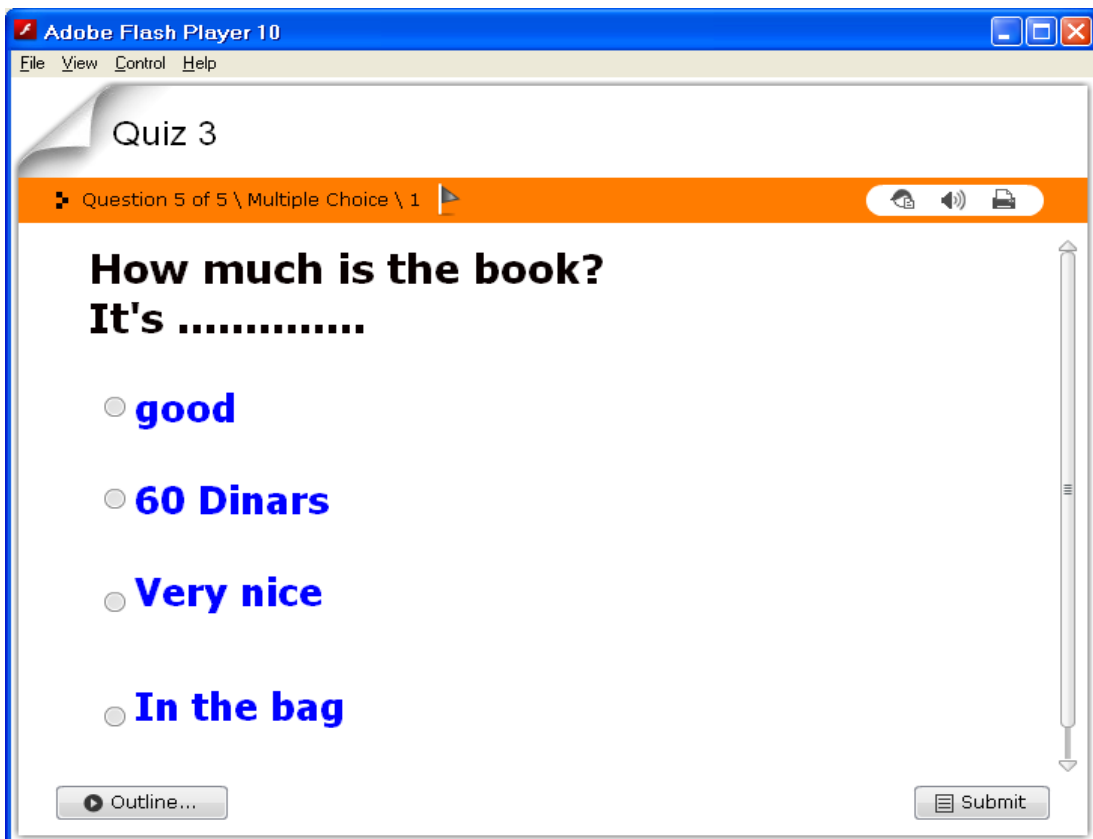 Adobe Flash Player 10
File View Control Help
Quiz 3
Question 5 of 5 \ Multiple Choice \ 1
How much is the book?
It's ..............
good
60 Dinars
Very nice
In the bag
Outline...
Submit